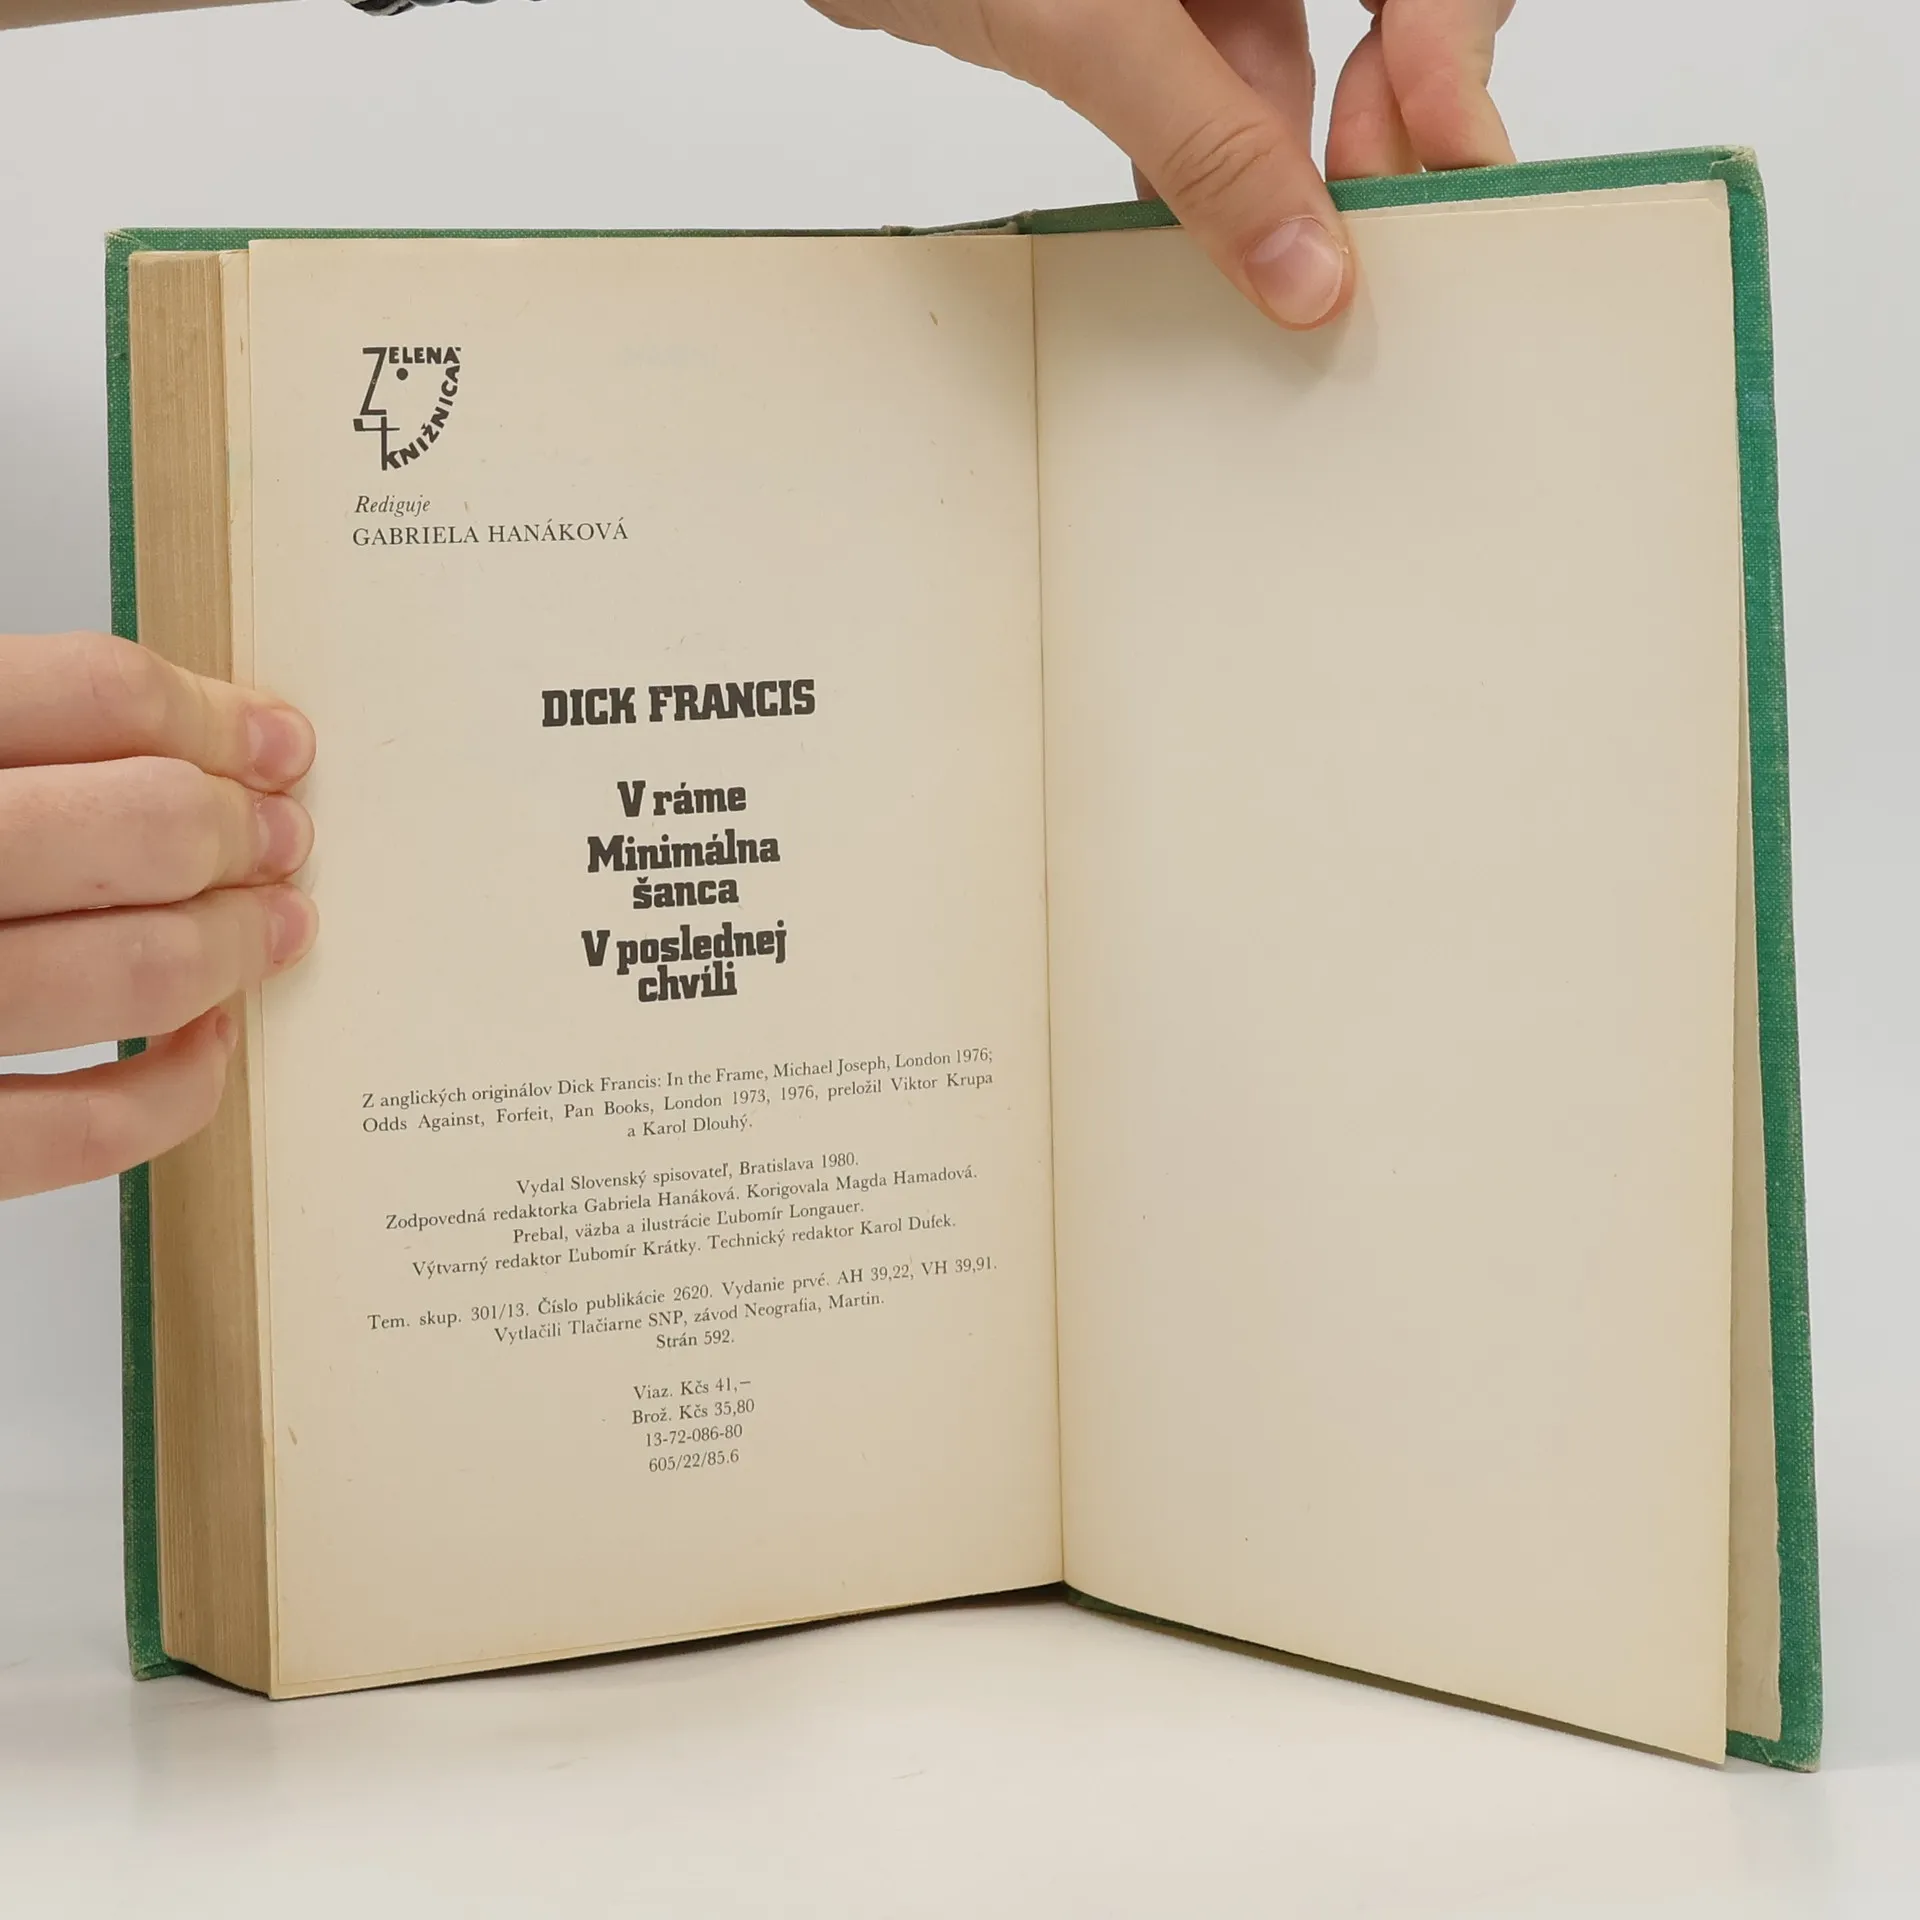 ZELENÁ
KNIŽNICA
Rediguje
GABRIELA HANÁKOVÁ
DICK FRANCIS
V ráme
Minimálna
šanca
V poslednej
chvíli
Z anglických originálov Dick Francis: In the Frame, Michael Joseph, London 1976;
Odds Against, Forfeit, Pan Books, London 1973, 1976, preložil Viktor Krupa
a Karol Dlouhý.
Vydal Slovenský spisovateľ, Bratislava 1980.
Zodpovedná redaktorka Gabriela Hanáková. Korigovala Magda Hamadová.
Prebal, väzba a ilustrácie Ľubomír Longauer.
Výtvarný redaktor Ľubomír Krátky. Technický redaktor Karol Dufek.
Tem. skup. 301/13. Číslo publikácie 2620. Vydanie prvé. AH 39,22, VH 39,91.
Vytlačili Tlačiarne SNP, závod Neografia, Martin.
Strán 592.
Viaz. Kčs 41,—
Brož. Kčs 35,80
13-72-086-80
605/22/85.6